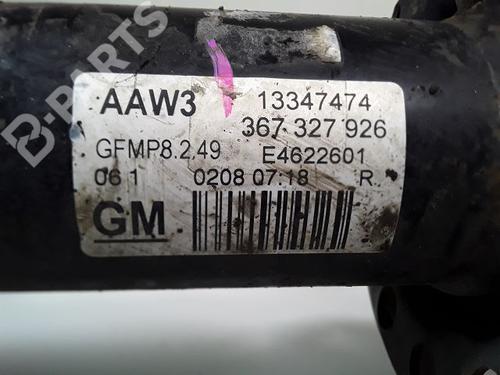 B-PARTS
AAW3 13347474
367 327 926
GFMP8.2.49 E4622601
06 1 0208 07:18 R.
GM